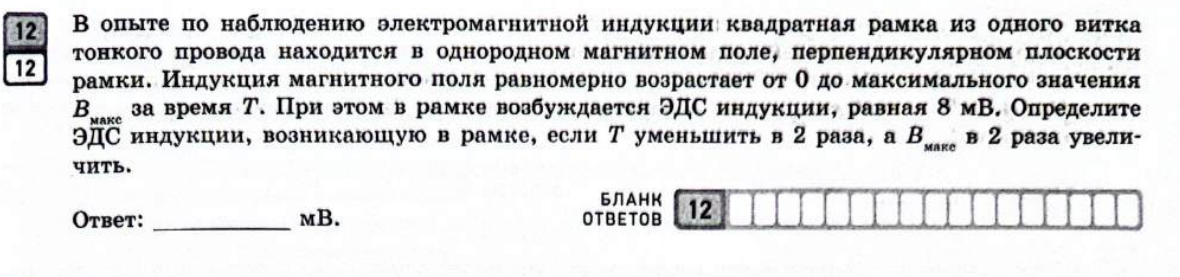 12
12
В опыте по наблюдению электромагнитной индукции квадратная рамка из одного витка
тонкого провода находится в однородном магнитном поле, перпендикулярном плоскости
рамки. Индукция магнитного поля равномерно возрастает от 0 до максимального значения
Bмакс за время T. При этом в рамке возбуждается ЭДС индукции, равная 8 мВ. Определите
ЭДС индукции, возникающую в рамке, если T уменьшить в 2 раза, а Bмакс в 2 раза увели-
чить.
Ответ: ____________ мВ.
БЛАНК
ОТВЕТОВ
12